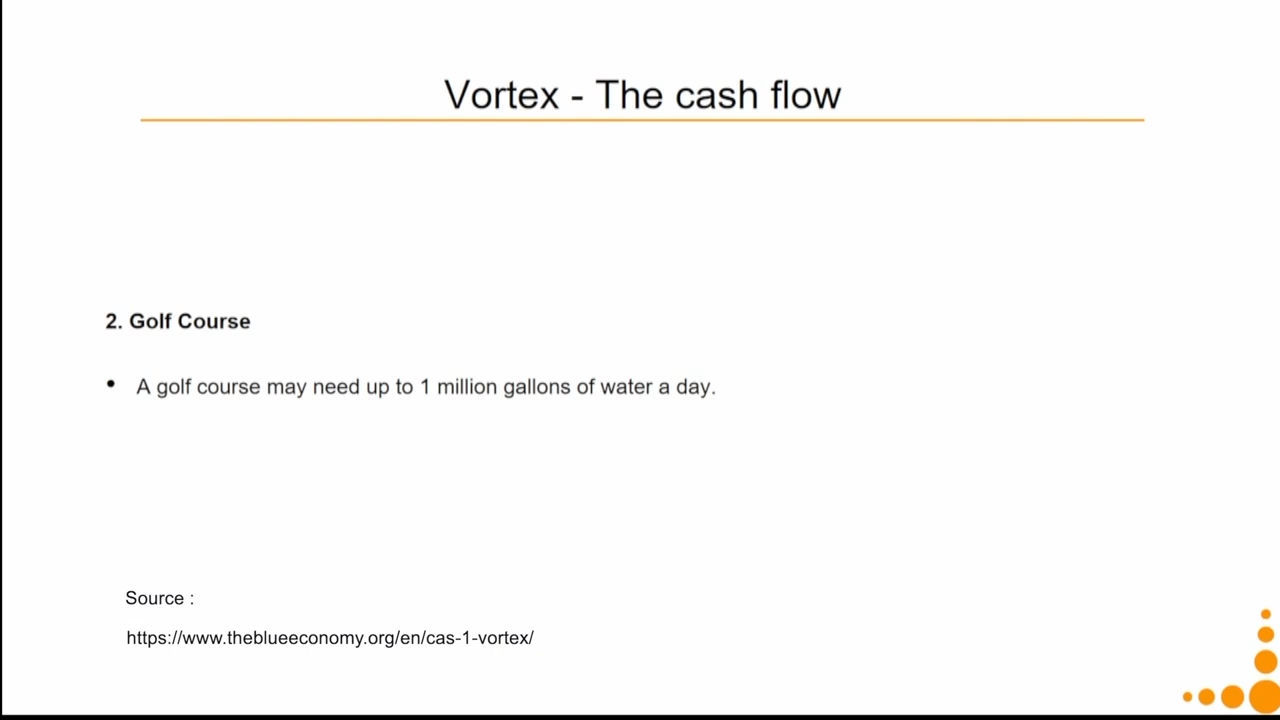 Vortex - The cash flow
2. Golf Course
• A golf course may need up to 1 million gallons of water a day.
Source :
https://www.theblueeconomy.org/en/cas-1-vortex/